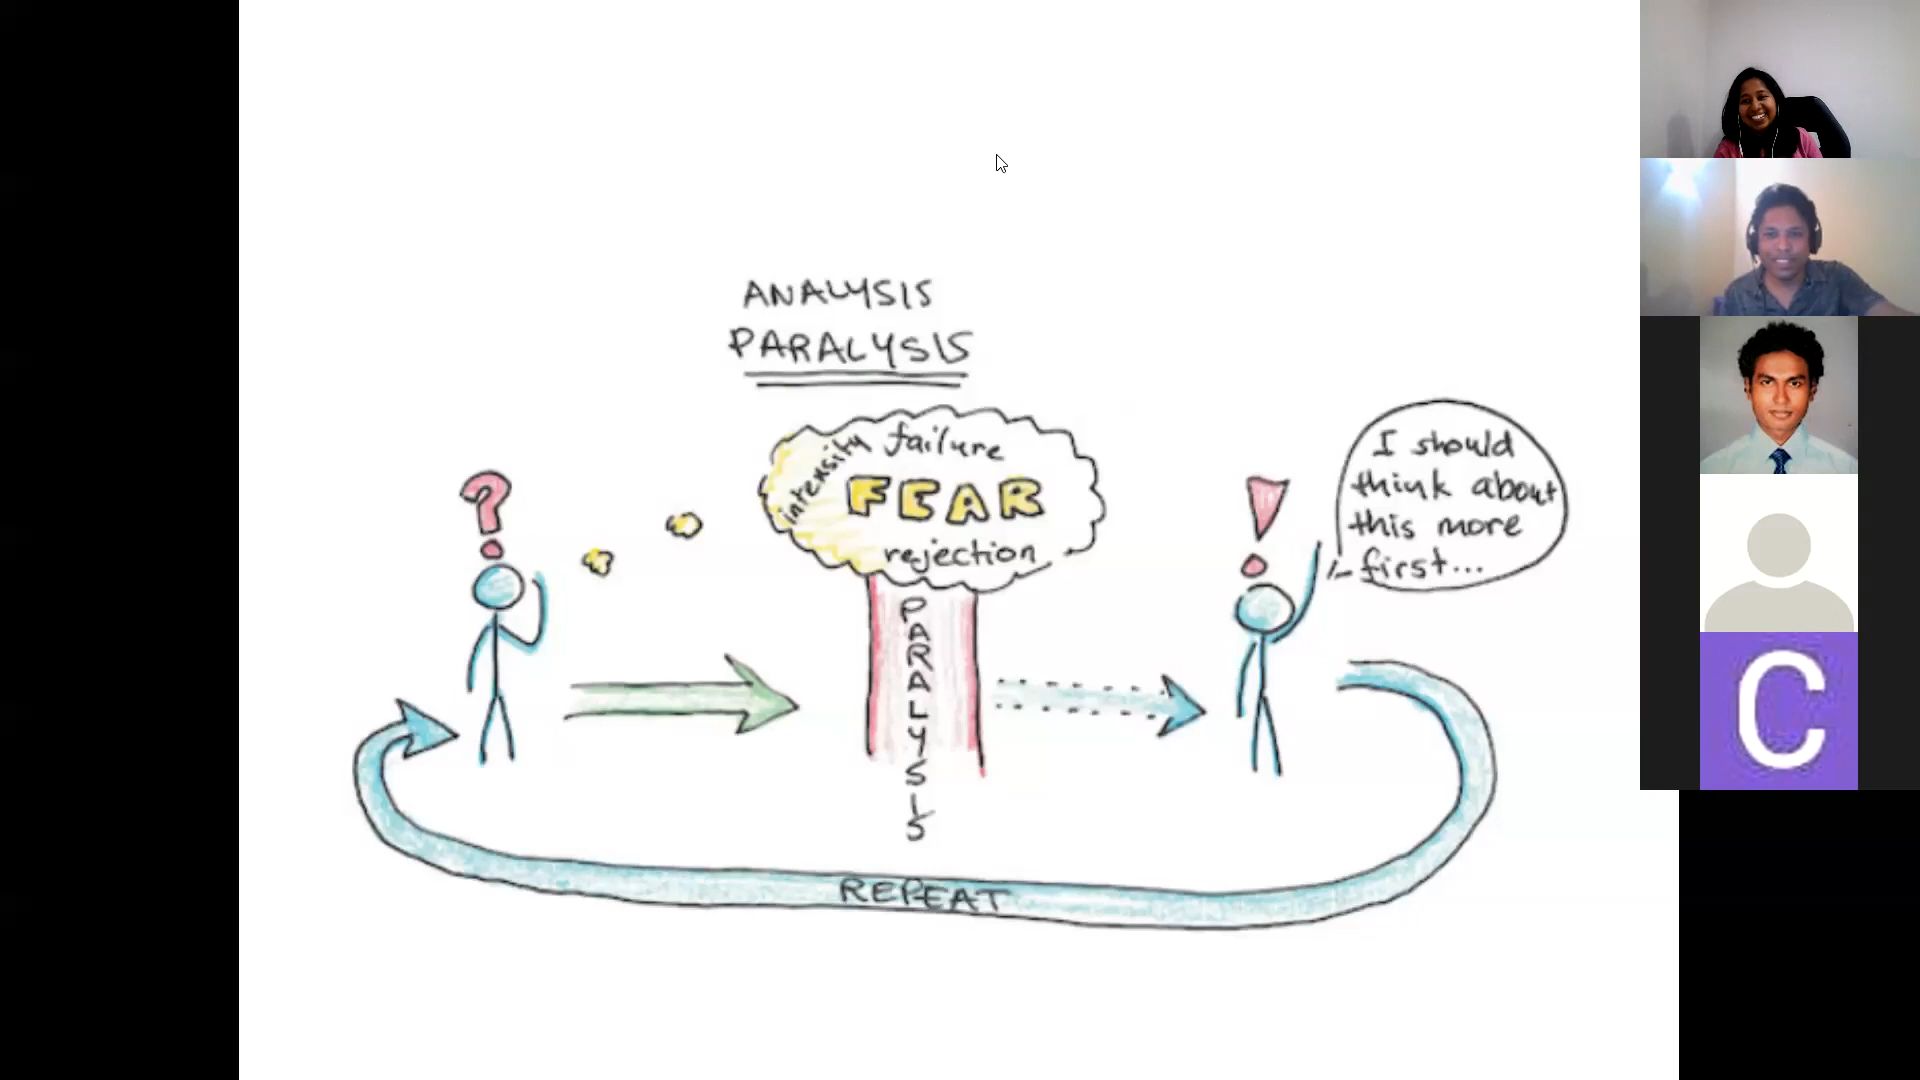 ANALYSIS
PARALYSIS
intensity
failure
FEAR
rejection
PARALYSIS
I should
think about
this more
first...
REPEAT
C